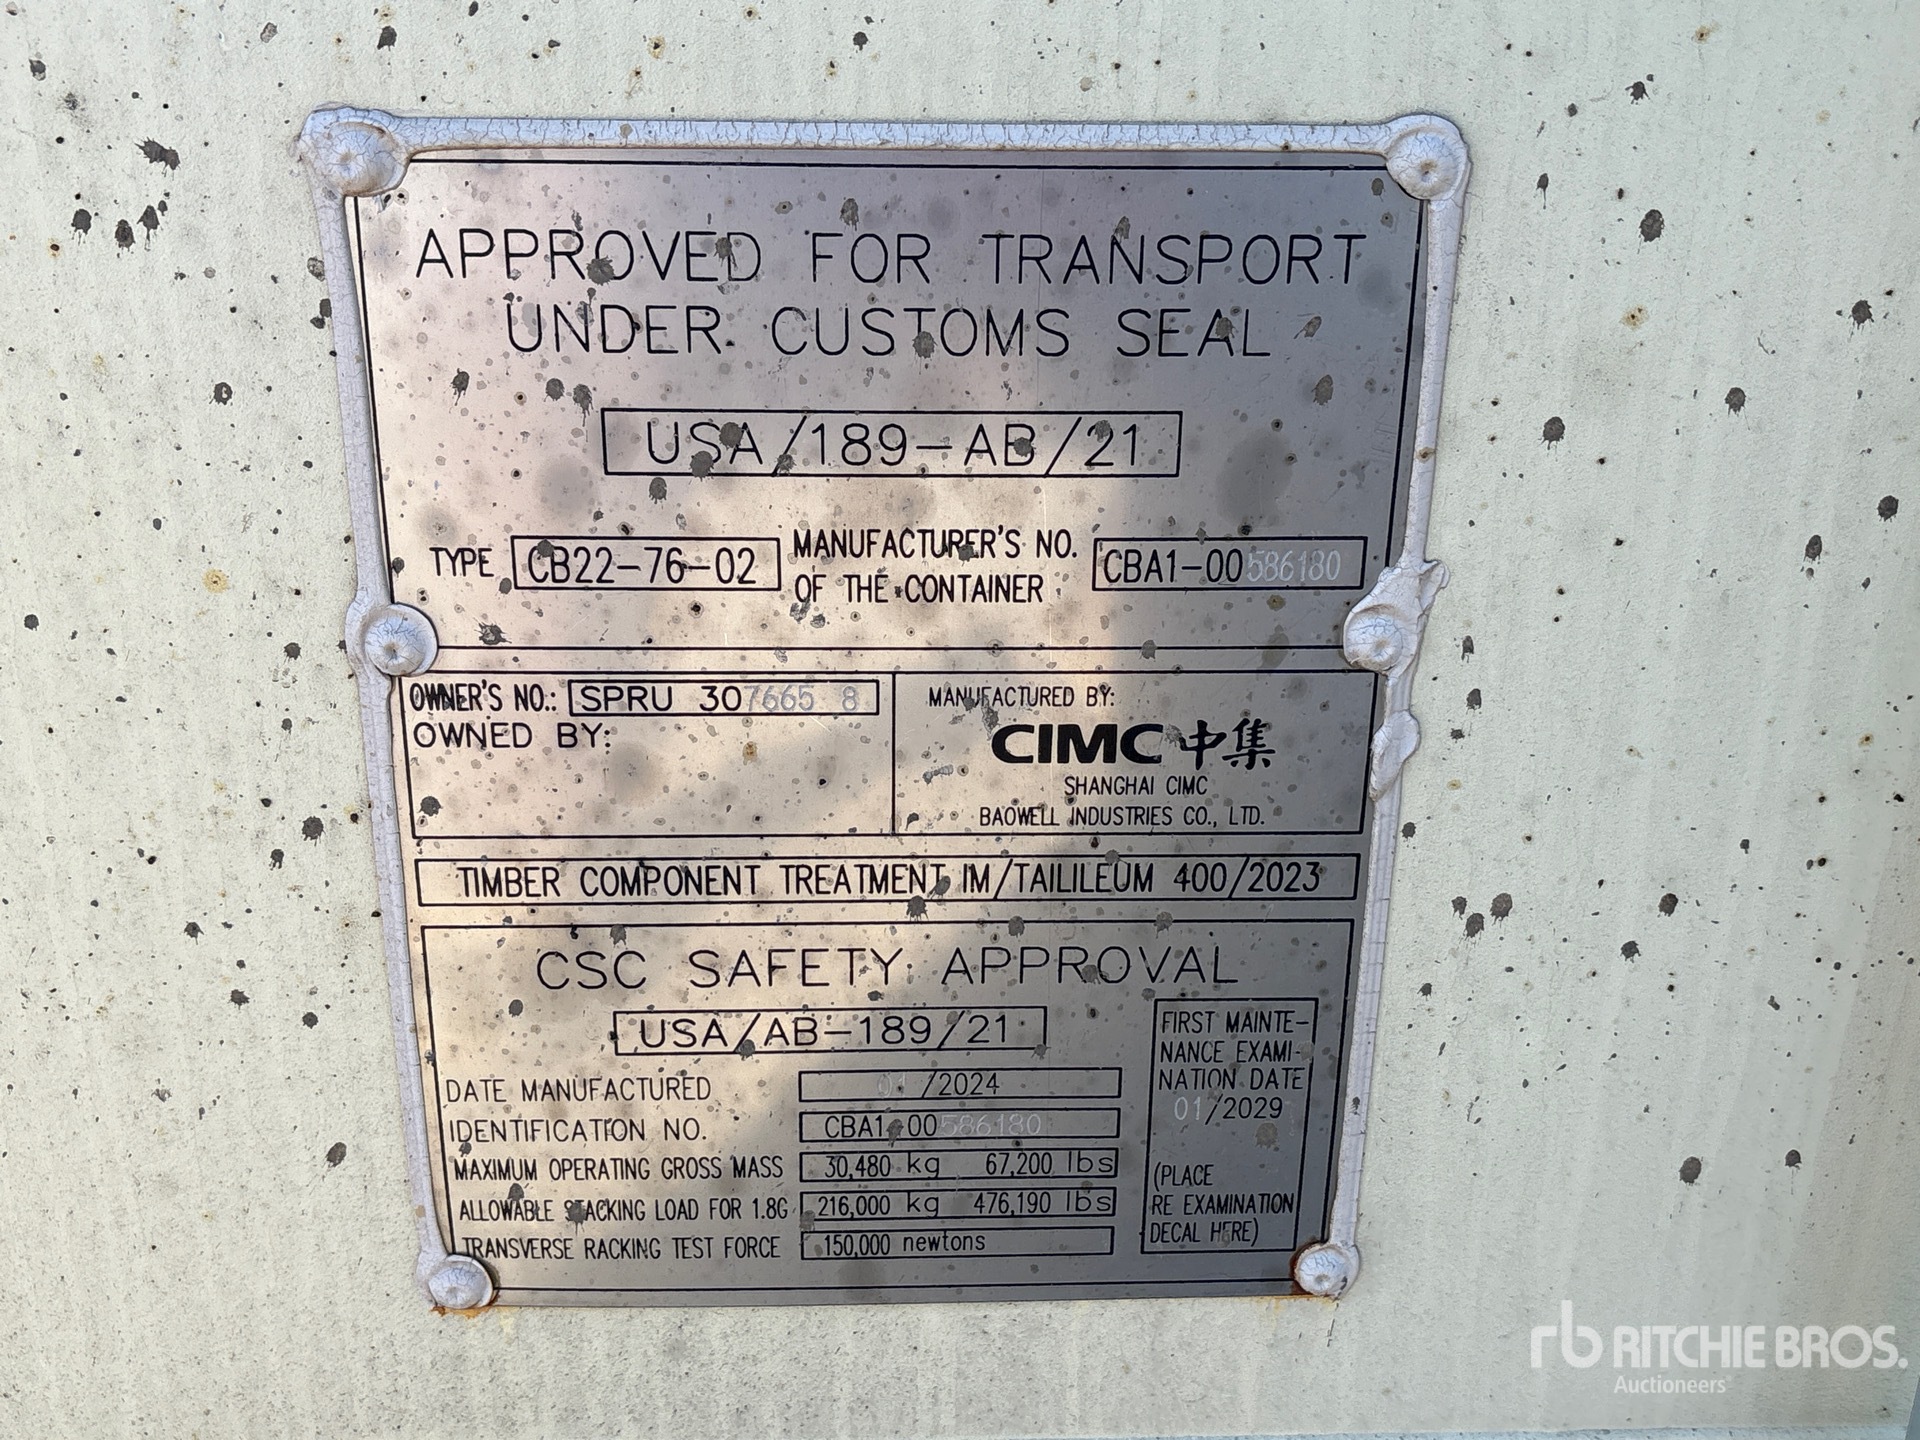 APPROVED FOR TRANSPORT
UNDER CUSTOMS SEAL
USA/189-AB/21
TYPE CB22-76-02
MANUFACTURER'S NO.
OF THE CONTAINER
CBA1-00586180
OWNER'S NO.: SPRU 307665 8
OWNED BY:
MANUFACTURED BY:
CIMC 中集
SHANGHAI CIMC
BAOWELL INDUSTRIES CO., LTD.
TIMBER COMPONENT TREATMENT IM/TAILILEUM 400/2023
CSC SAFETY APPROVAL
USA/AB-189/21
DATE MANUFACTURED /2024
IDENTIFICATION NO. CBA1-00586180
MAXIMUM OPERATING GROSS MASS 30,480 kg 67,200 lbs
ALLOWABLE STACKING LOAD FOR 1.8G 216,000 kg 476,190 lbs
TRANSVERSE RACKING TEST FORCE 150,000 newtons
FIRST MAINTE-
NANCE EXAMI-
NATION DATE
01/2029
(PLACE
RE EXAMINATION
DECAL HERE)
rb RITCHIE BROS.
Auctioneers